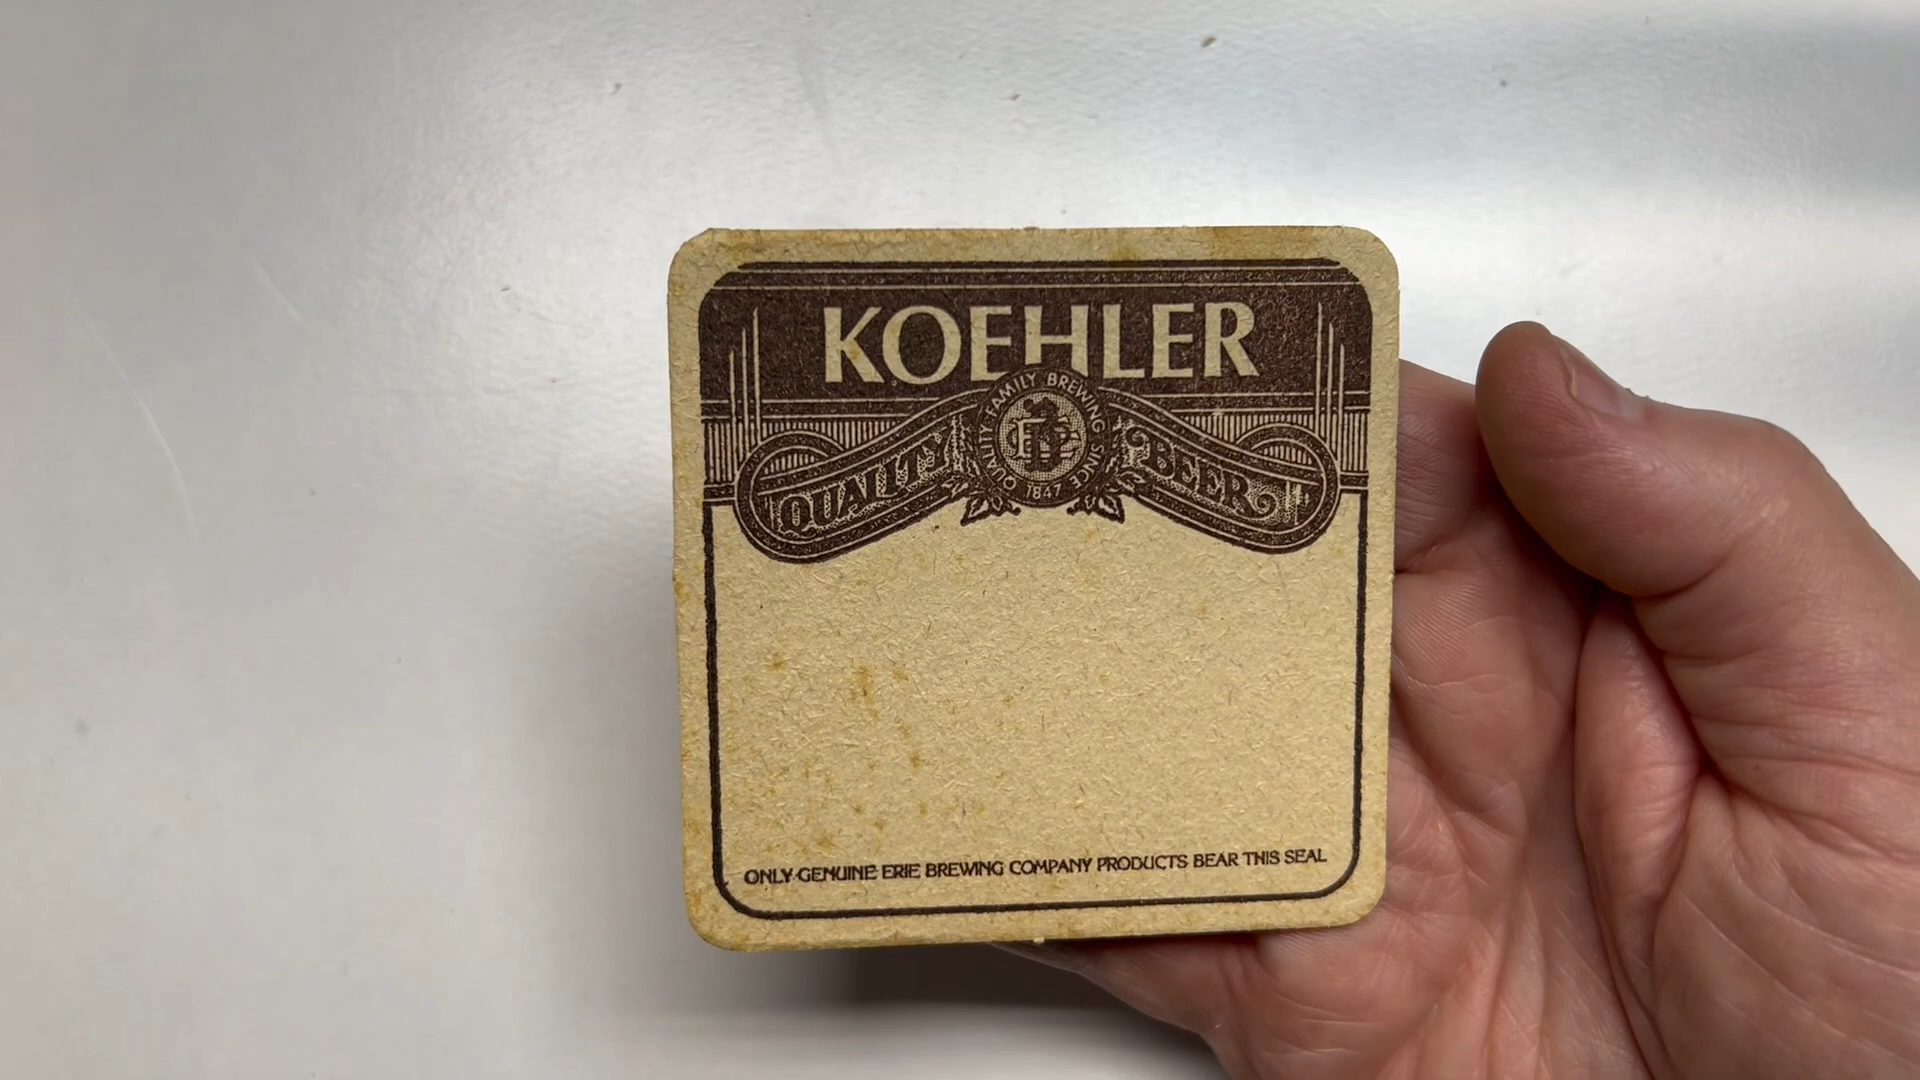 KOEHLER
QUALITY FAMILY BREWING SINCE 1847
QUALITY BEER
ONLY GENUINE ERIE BREWING COMPANY PRODUCTS BEAR THIS SEAL